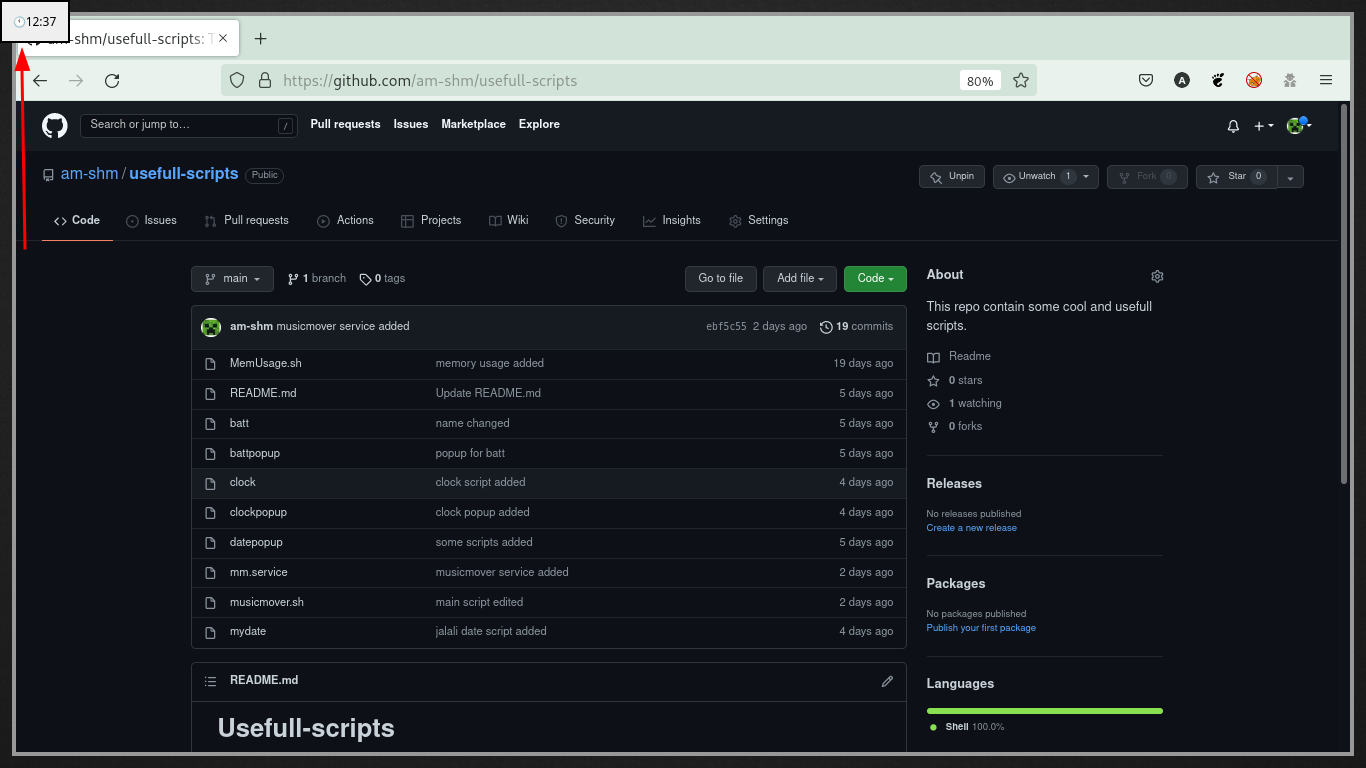 12:37
am-shm/usefull-scripts: T
https://github.com/am-shm/usefull-scripts
80%
A
Search or jump to…
/
Pull requests
Issues
Marketplace
Explore
am-shm / usefull-scripts
Public
Unpin
Unwatch 1
Fork 0
Star 0
Code
Issues
Pull requests
Actions
Projects
Wiki
Security
Insights
Settings
main
1 branch
0 tags
Go to file
Add file
Code
am-shm musicmover service added
ebf5c55 2 days ago
19 commits
MemUsage.sh memory usage added 19 days ago
README.md Update README.md 5 days ago
batt name changed 5 days ago
battpopup popup for batt 5 days ago
clock clock script added 4 days ago
clockpopup clock popup added 4 days ago
datepopup some scripts added 5 days ago
mm.service musicmover service added 2 days ago
musicmover.sh main script edited 2 days ago
mydate jalali date script added 4 days ago
README.md
Usefull-scripts
About
This repo contain some cool and usefull
scripts.
Readme
0 stars
1 watching
0 forks
Releases
No releases published
Create a new release
Packages
No packages published
Publish your first package
Languages
Shell 100.0%